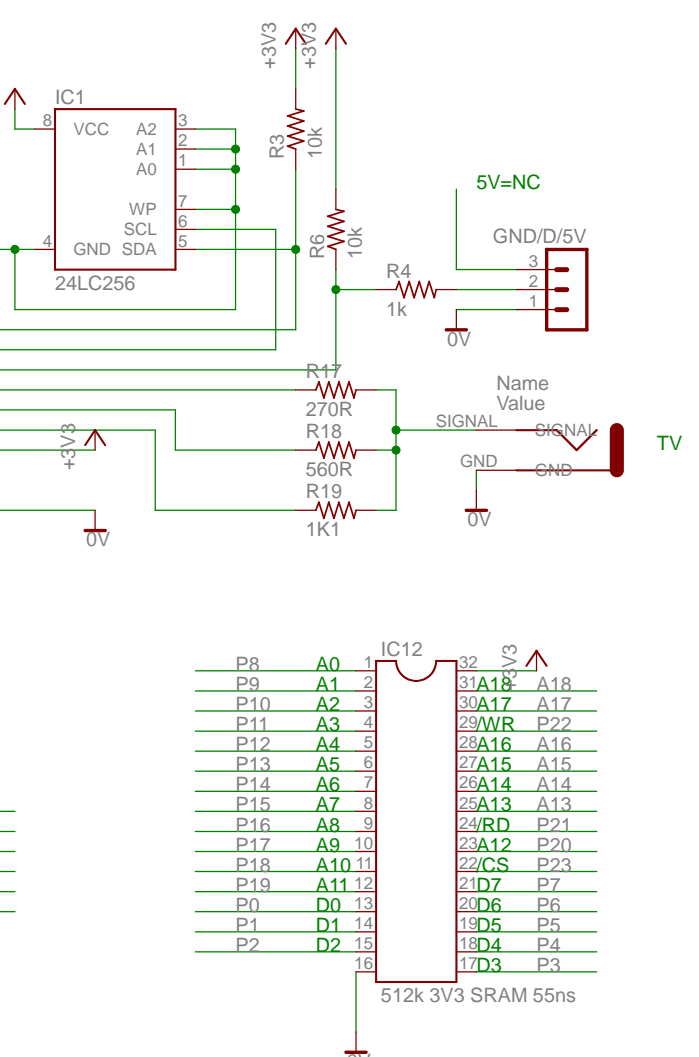 +3V3
+3V3
IC1
8 VCC A2 3
A1 2
A0 1
WP 7
SCL 6
4 GND SDA 5
24LC256
R3
10k
R6
10k
5V=NC
GND/D/5V
3
2
1
R4
1k
0V
R17
270R
R18
560R
R19
1K1
+3V3
0V
Name
Value
SIGNAL SIGNAL
GND GND
TV
0V
IC12
+3V3
P8 A0 1 32
P9 A1 2 31 A18 A18
P10 A2 3 30 A17 A17
P11 A3 4 29 /WR P22
P12 A4 5 28 A16 A16
P13 A5 6 27 A15 A15
P14 A6 7 26 A14 A14
P15 A7 8 25 A13 A13
P16 A8 9 24 /RD P21
P17 A9 10 23 A12 P20
P18 A10 11 22 /CS P23
P19 A11 12 21 D7 P7
P0 D0 13 20 D6 P6
P1 D1 14 19 D5 P5
P2 D2 15 18 D4 P4
16 17 D3 P3
512k 3V3 SRAM 55ns
0V